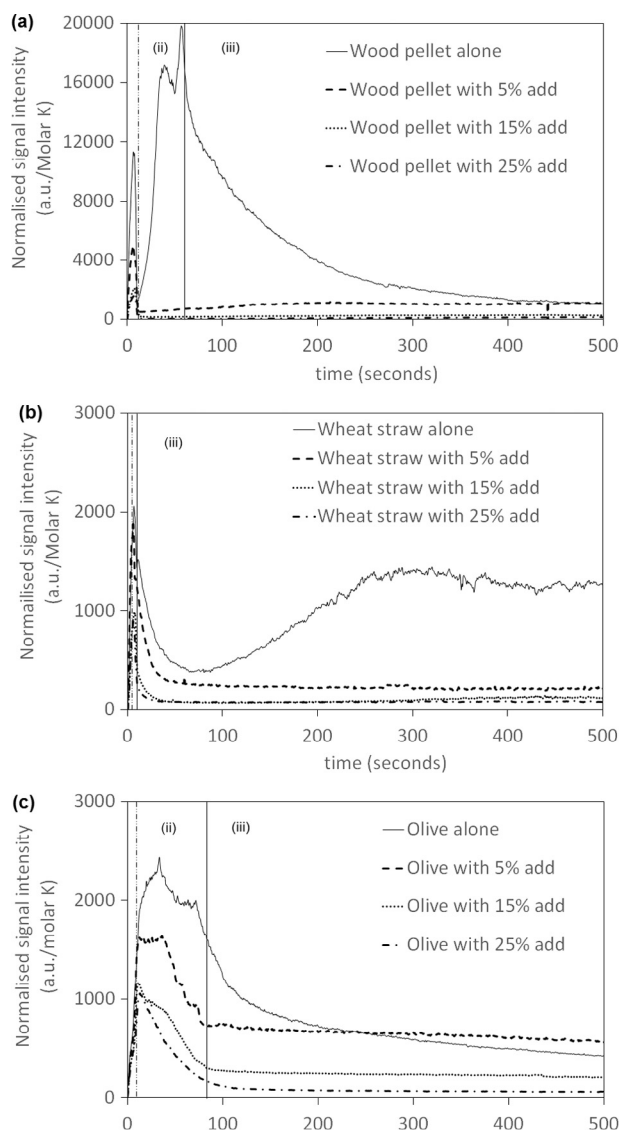 (a)
20000
16000
12000
8000
4000
0
Normalised signal intensity
(a.u./Molar K)
(ii)
(iii)
Wood pellet alone
Wood pellet with 5% add
Wood pellet with 15% add
Wood pellet with 25% add
0 100 200 300 400 500
time (seconds)
(b)
3000
2000
1000
0
Normailised signal intensity
(a.u./Molar K)
(iii)
Wheat straw alone
Wheat straw with 5% add
Wheat straw with 15% add
Wheat straw with 25% add
0 100 200 300 400 500
time (seconds)
(c)
3000
2000
1000
0
Normalised signal intensity
(a.u./molar K)
(ii)
(iii)
Olive alone
Olive with 5% add
Olive with 15% add
Olive with 25% add
0 100 200 300 400 500